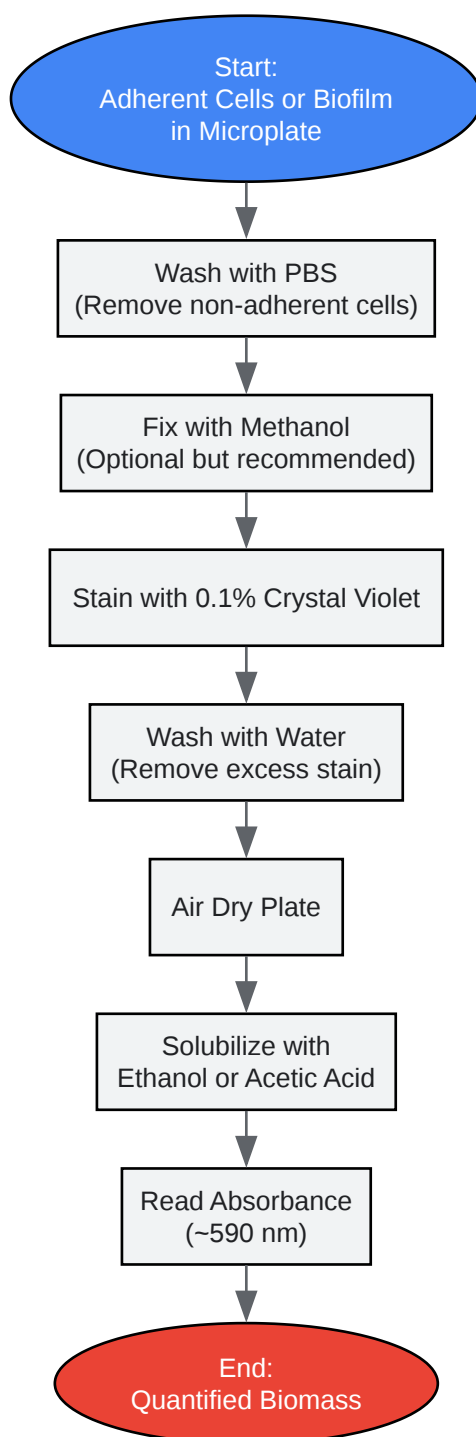 Start:
Adherent Cells or Biofilm
in Microplate
Wash with PBS
(Remove non-adherent cells)
Fix with Methanol
(Optional but recommended)
Stain with 0.1% Crystal Violet
Wash with Water
(Remove excess stain)
Air Dry Plate
Solubilize with
Ethanol or Acetic Acid
Read Absorbance
(~590 nm)
End:
Quantified Biomass